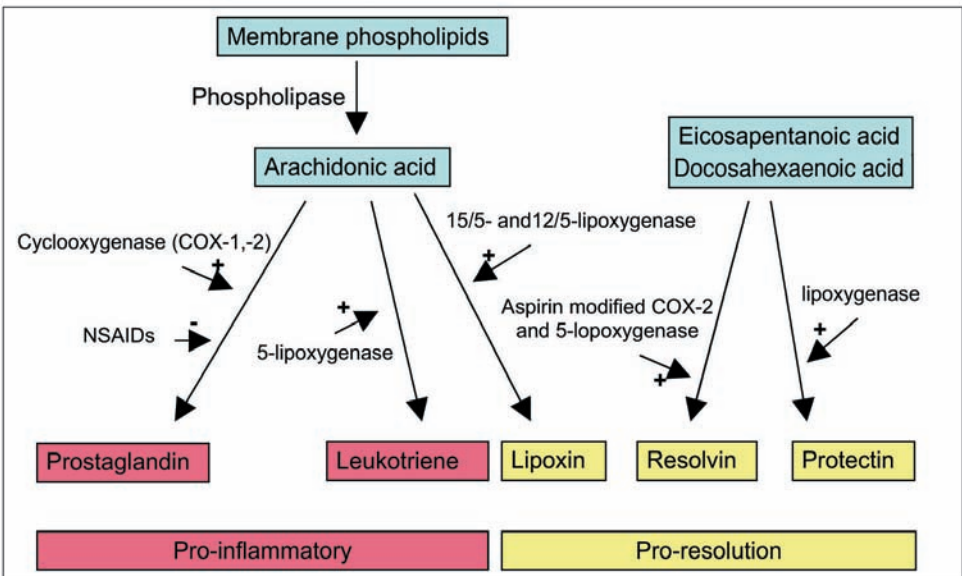 Membrane phospholipids
Phospholipase
Arachidonic acid
Eicosapentanoic acid
Docosahexaenoic acid
Cyclooxygenase (COX-1,-2)
+
NSAIDs
-
5-lipoxygenase
+
15/5- and12/5-lipoxygenase
+
Aspirin modified COX-2
and 5-lopoxygenase
+
lipoxygenase
+
Prostaglandin
Leukotriene
Lipoxin
Resolvin
Protectin
Pro-inflammatory
Pro-resolution